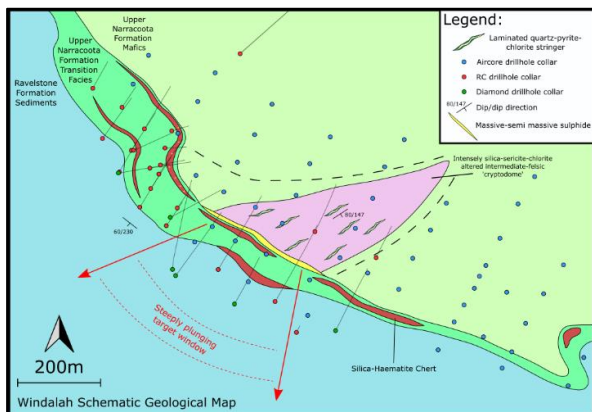 Upper
Narracoota
Formation
Mafics
Upper
Narracoota
Formation
Transition
Facies
Ravelstone
Formation
Sediments
Legend:
Laminated quartz-pyrite-
chlorite stringer
Aircore drillhole collar
RC drillhole collar
Diamond drillhole collar
60/147
Dip/dip direction
Massive-semi massive sulphide
Intensely silica-sericite-chlorite
altered intermediate-felsic
'cryptodome'
80/147
60/230
Steeply plunging
target window
200m
Silica-Haematite Chert
Windalah Schematic Geological Map